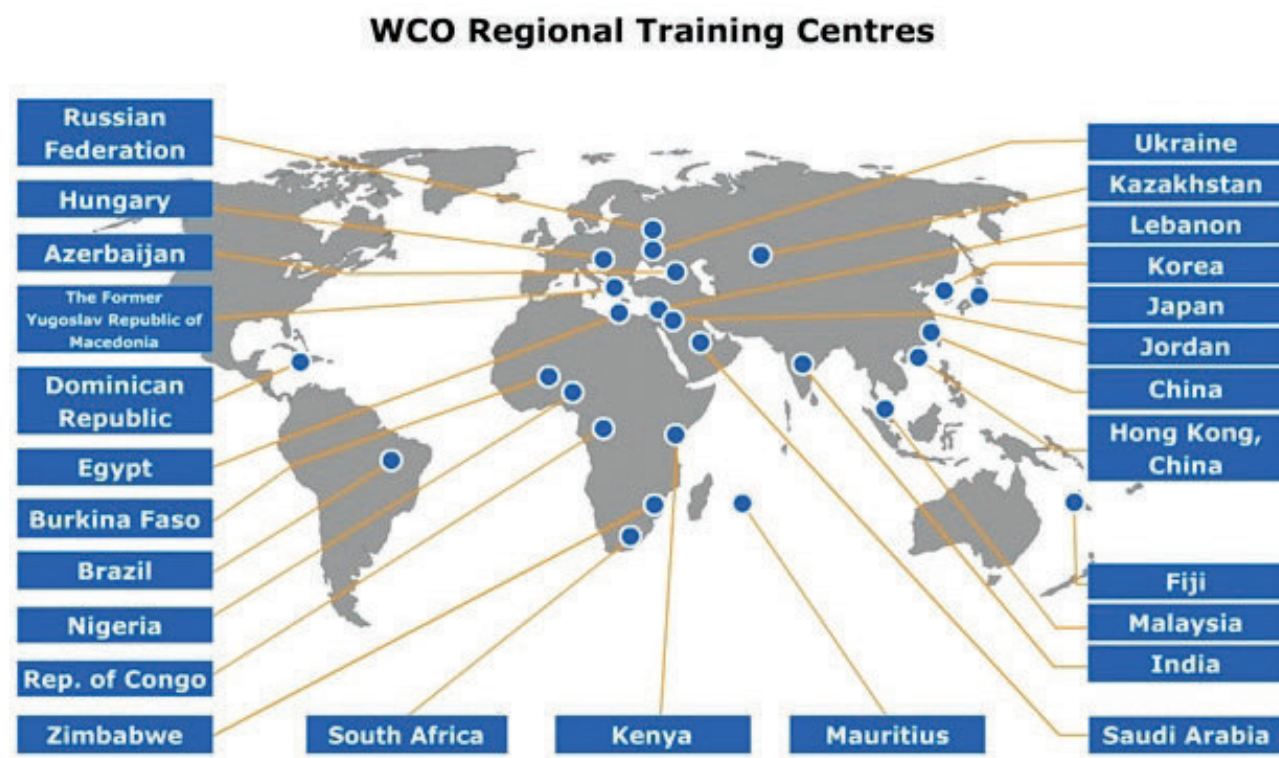 WCO Regional Training Centres
Russian
Federation
Hungary
Azerbaijan
The Former
Yugoslav Republic of
Macedonia
Dominican
Republic
Egypt
Burkina Faso
Brazil
Nigeria
Rep. of Congo
Zimbabwe
South Africa
Kenya
Mauritius
Ukraine
Kazakhstan
Lebanon
Korea
Japan
Jordan
China
Hong Kong,
China
Fiji
Malaysia
India
Saudi Arabia